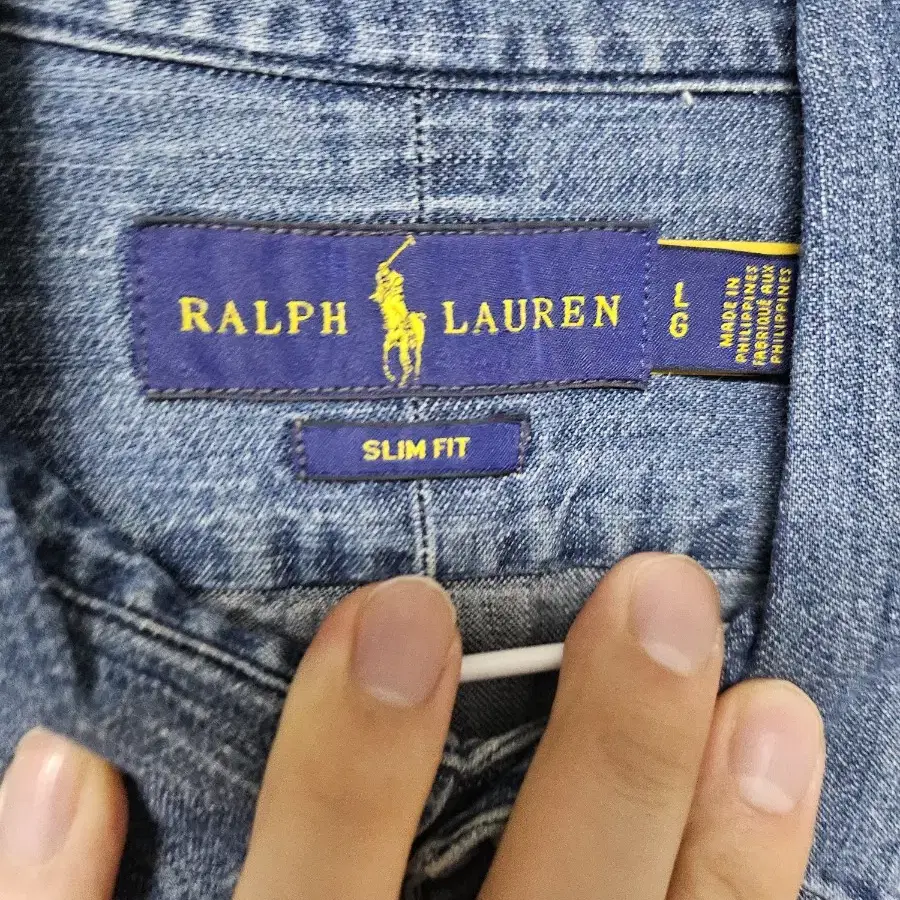 RALPH LAUREN
L
G
MADE IN
PHILIPPINES
FABRIQUÉ AUX
PHILIPPINES
SLIM FIT